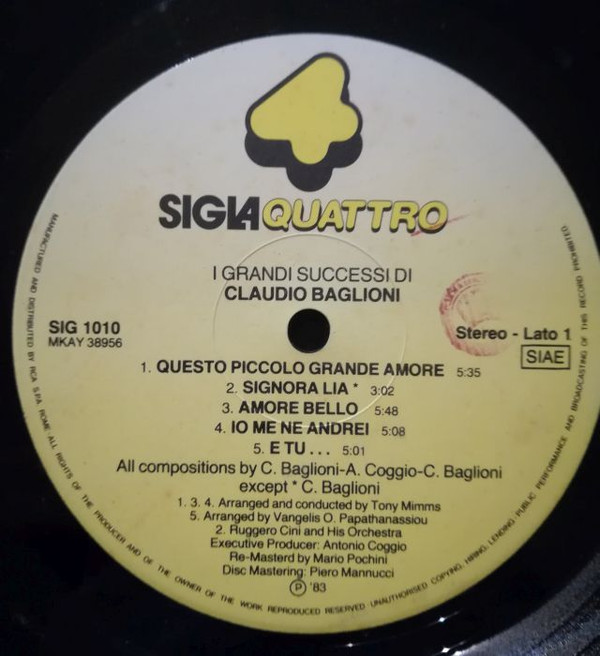 SIGLA QUATTRO
I GRANDI SUCCESSI DI
CLAUDIO BAGLIONI
SIG 1010
MKAY 38956
Stereo - Lato 1
SIAE
1. QUESTO PICCOLO GRANDE AMORE 5:35
2. SIGNORA LIA * 3:02
3. AMORE BELLO 5:48
4. IO ME NE ANDREI 5:08
5. E TU . . . 5:01
All compositions by C. Baglioni-A. Coggio-C. Baglioni
except * C. Baglioni
1. 3. 4. Arranged and conducted by Tony Mimms
5. Arranged by Vangelis O. Papathanassiou
2. Ruggero Cini and His Orchestra
Executive Producer: Antonio Coggio
Re-Masterd by Mario Pochini
Disc Mastering: Piero Mannucci
Ⓟ '83
MANUFACTURED AND DISTRIBUTED BY RCA S.P.A. ROME-ALL RIGHTS OF THE PRODUCER AND OF THE OWNER OF THE WORK REPRODUCED RESERVED UNAUTHORISED COPYING, HIRING, LENDING, PUBLIC PERFORMANCE AND BROADCASTING OF THIS RECORD PROHIBITED